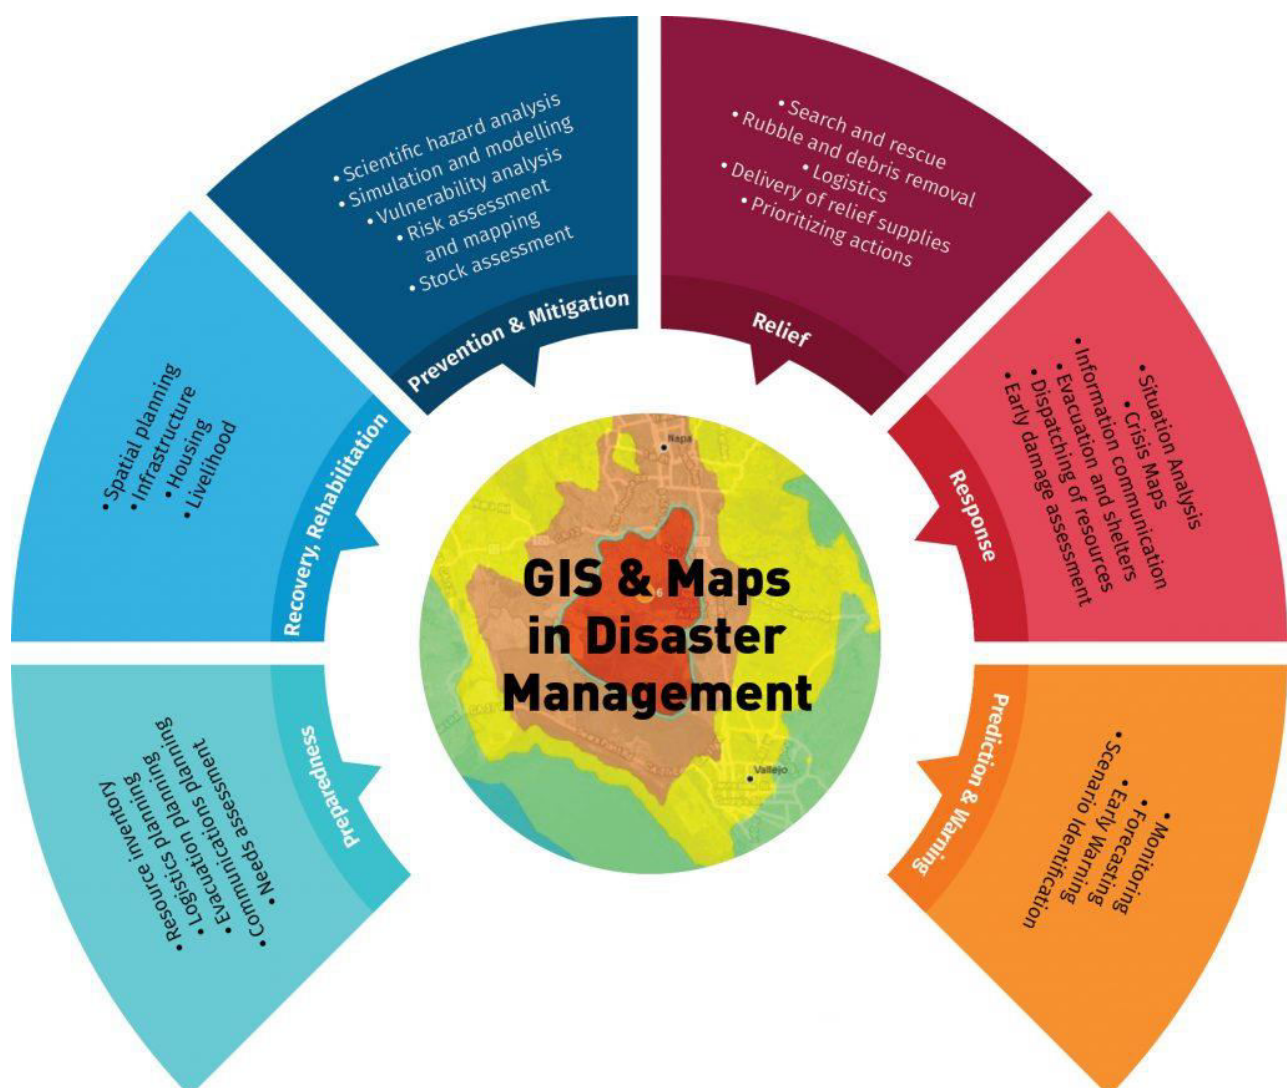 • Scientific hazard analysis
• Simulation and modelling
• Vulnerability analysis
• Risk assessment
and mapping
• Stock assessment
Prevention & Mitigation
• Search and rescue
• Rubble and debris removal
• Logistics
• Delivery of relief supplies
• Prioritizing actions
Relief
• Situation Analysis
• Crisis Maps
• Information communication
• Evacuation and shelters
• Dispatching of resources
• Early damage assessment
Response
• Monitoring
• Forecasting
• Early Warning
• Scenario Identification
Prediction & Warning
• Spatial planning
• Infrastructure
• Housing
• Livelihood
Recovery, Rehabilitation
• Resource inventory
• Logistics planning
• Evacuation planning
• Communications planning
• Needs assessment
Preparedness
Napa
GIS & Maps
in Disaster
Management
Vallejo